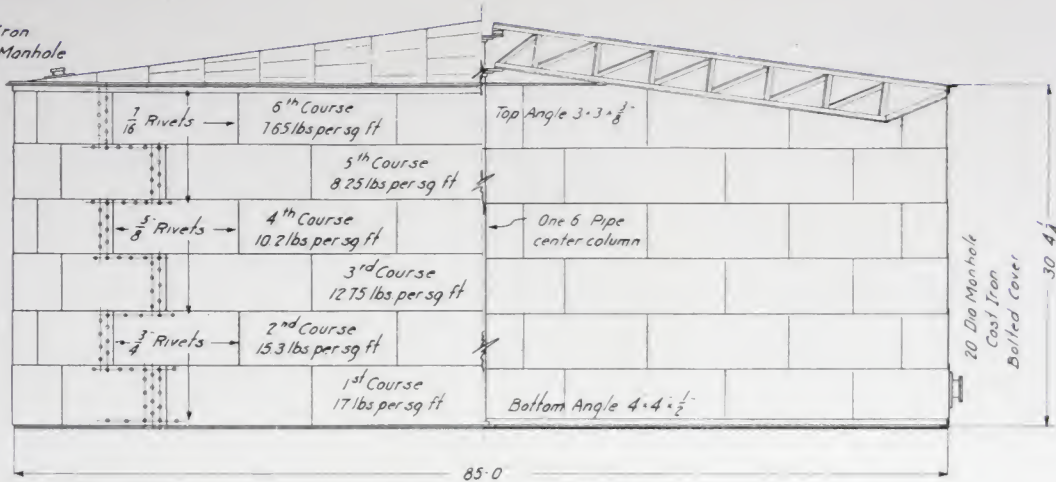 Iron
Manhole
7/16 Rivets
6th Course
7.65 lbs per sq ft
Top Angle 3 × 3 × 3/8"
5th Course
8.25 lbs per sq ft
5/8" Rivets
4th Course
10.2 lbs per sq ft
One 6 Pipe
center column
3rd Course
12.75 lbs per sq ft
3/4" Rivets
2nd Course
15.3 lbs per sq ft
1st Course
17 lbs per sq ft
Bottom Angle 4" × 4" × 1/2"
20 Dia Manhole
Cast Iron
Bolted Cover
30 4 1/4
85-0